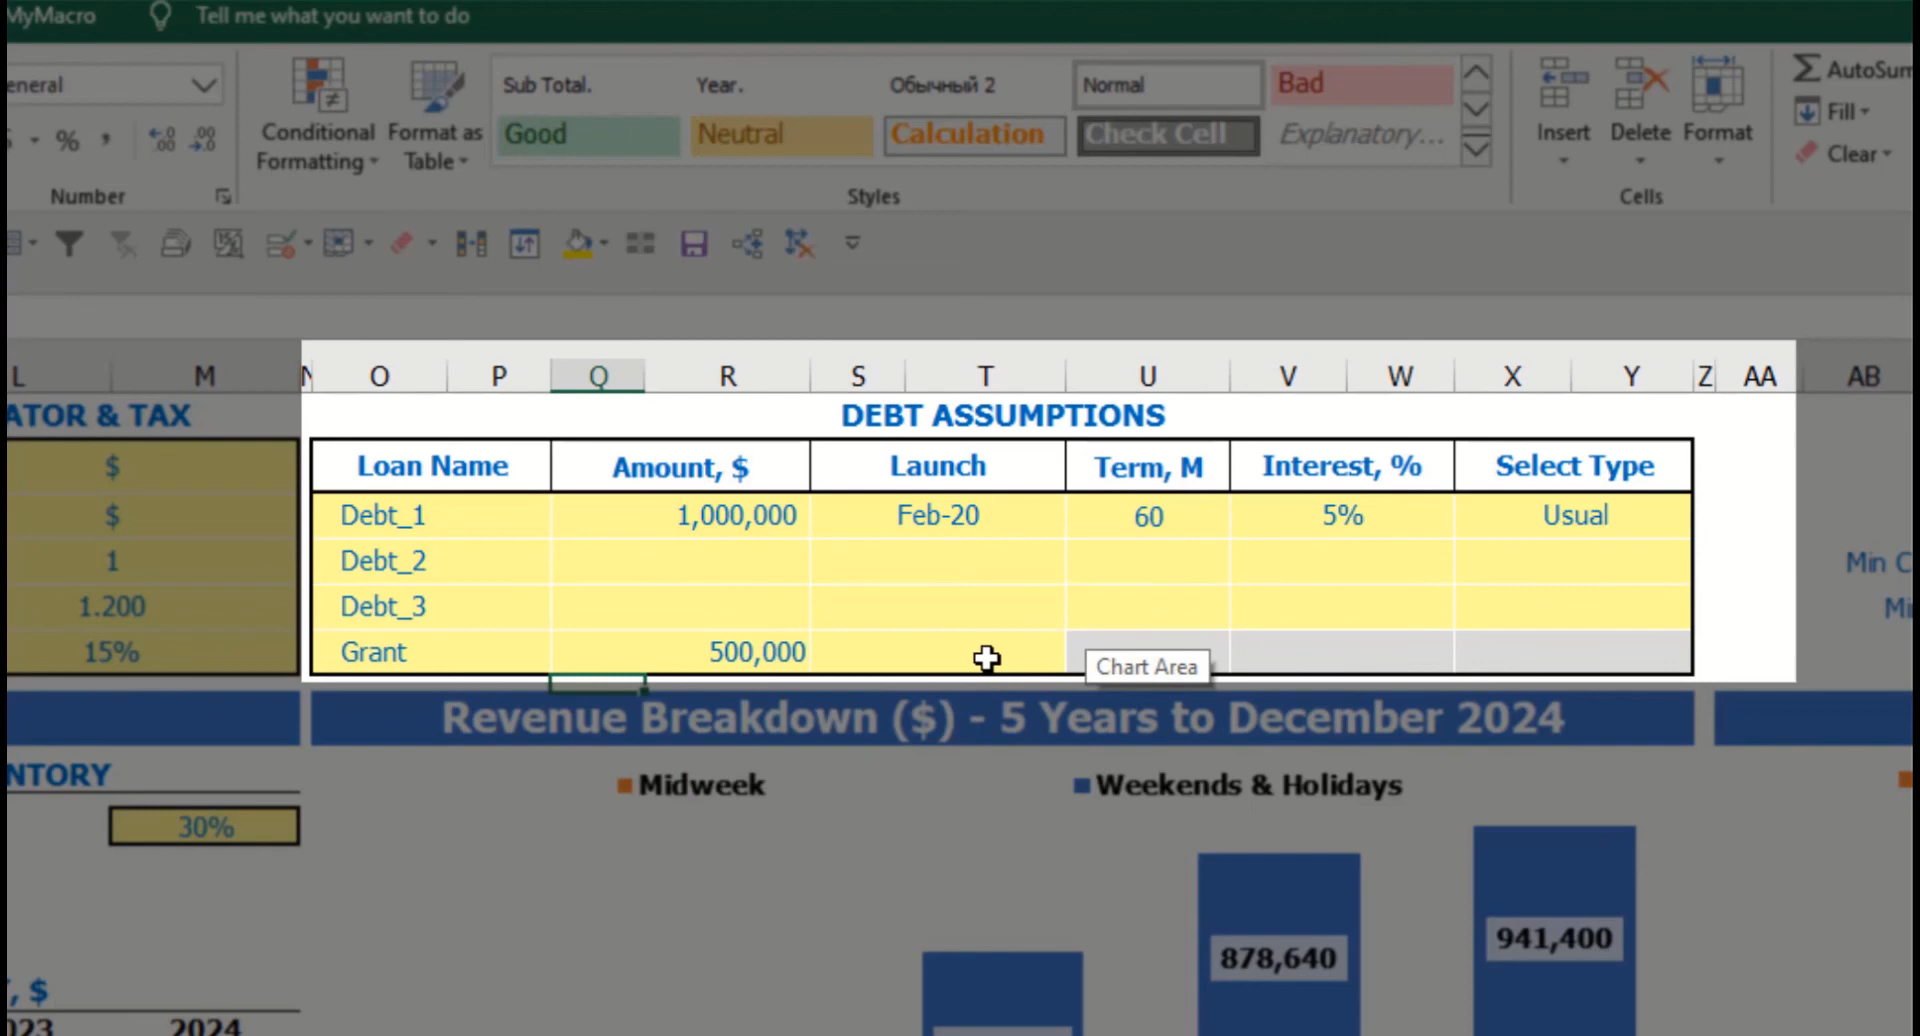 MyMacro Tell me what you want to do
eneral
Sub Total. Year. Обычный 2 Normal Bad
% , .00
Conditional Formatting Format as Table
Good Neutral Calculation Check Cell Explanatory...
Insert Delete Format
AutoSum
Fill
Clear
Number Styles Cells
L M N O P Q R S T U V W X Y Z AA AB
ATOR & TAX DEBT ASSUMPTIONS
$ Loan Name Amount, $ Launch Term, M Interest, % Select Type
$ Debt_1 1,000,000 Feb-20 60 5% Usual
1 Debt_2 Min C
1.200 Debt_3 Mi
15% Grant 500,000 Chart Area
Revenue Breakdown ($) - 5 Years to December 2024
NTORY
Midweek Weekends & Holidays
30%
878,640 941,400
, $
023 2024